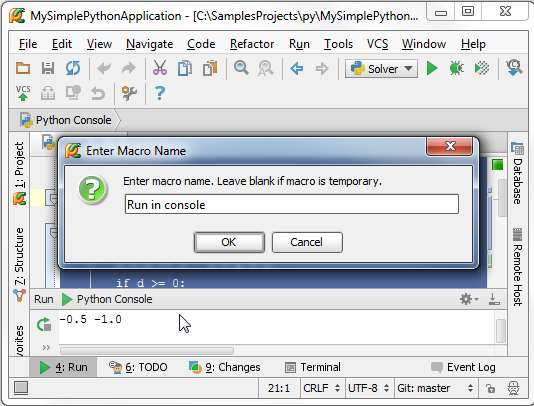 MySimplePythonApplication - [C:\SamplesProjects\py\MySimplePython...
File Edit View Navigate Code Refactor Run Tools VCS Window Help
Solver
VCS
Python Console
1: Project
Z: Structure
Database
Remote Host
Enter Macro Name
Enter macro name. Leave blank if macro is temporary.
Run in console
OK Cancel
if d >= 0:
Run Python Console
-0.5 -1.0
4: Run 6: TODO 9: Changes Terminal Event Log
21:1 CRLF UTF-8 Git: master